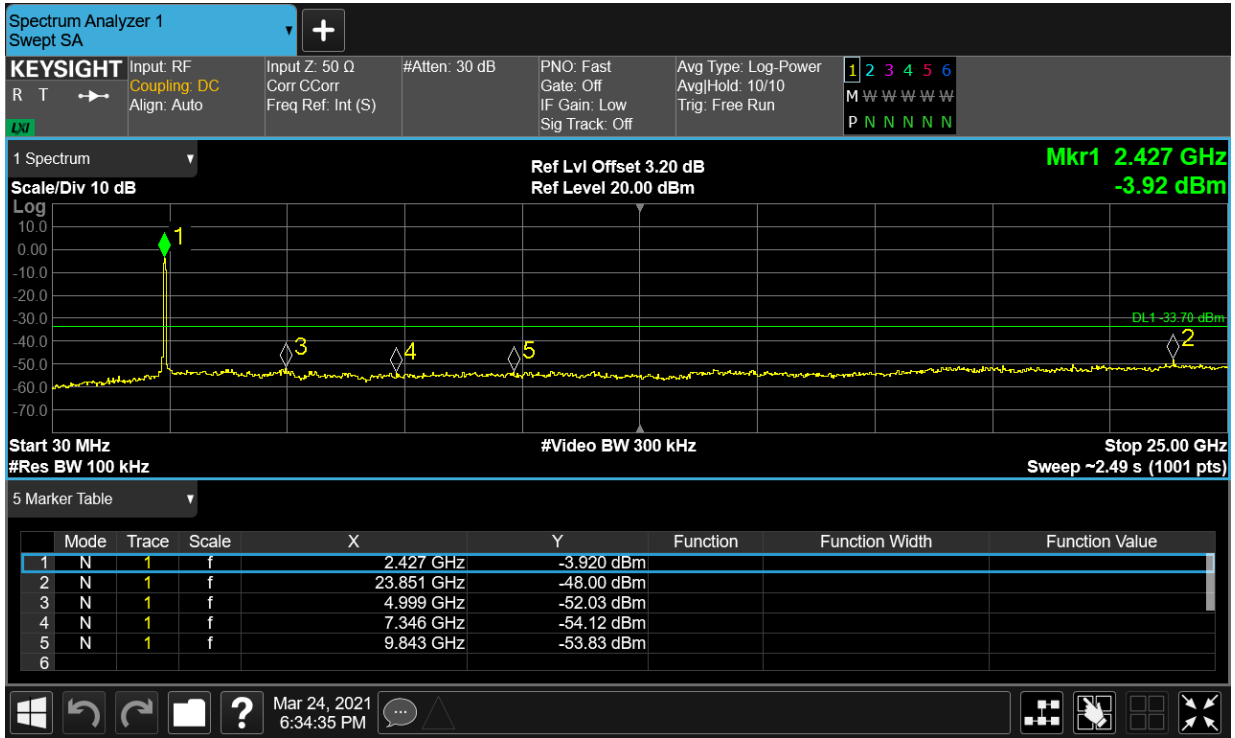 Spectrum Analyzer 1
Swept SA
+
KEYSIGHT
R T
LXI
Input: RF
Coupling: DC
Align: Auto
Input Z: 50 Ω
Corr CCorr
Freq Ref: Int (S)
#Atten: 30 dB
PNO: Fast
Gate: Off
IF Gain: Low
Sig Track: Off
Avg Type: Log-Power
Avg|Hold: 10/10
Trig: Free Run
1 2 3 4 5 6
M W W W W W
P N N N N N
1 Spectrum
Scale/Div 10 dB
Ref Lvl Offset 3.20 dB
Ref Level 20.00 dBm
Mkr1 2.427 GHz
-3.92 dBm
Log
10.0
0.00
-10.0
-20.0
-30.0
-40.0
-50.0
-60.0
-70.0
1
DL1 -33.70 dBm
3
4
5
2
Start 30 MHz
#Video BW 300 kHz
Stop 25.00 GHz
#Res BW 100 kHz
Sweep ~2.49 s (1001 pts)
5 Marker Table
Mode Trace Scale X Y Function Function Width Function Value
1 N 1 f 2.427 GHz -3.920 dBm
2 N 1 f 23.851 GHz -48.00 dBm
3 N 1 f 4.999 GHz -52.03 dBm
4 N 1 f 7.346 GHz -54.12 dBm
5 N 1 f 9.843 GHz -53.83 dBm
6
?
Mar 24, 2021
6:34:35 PM